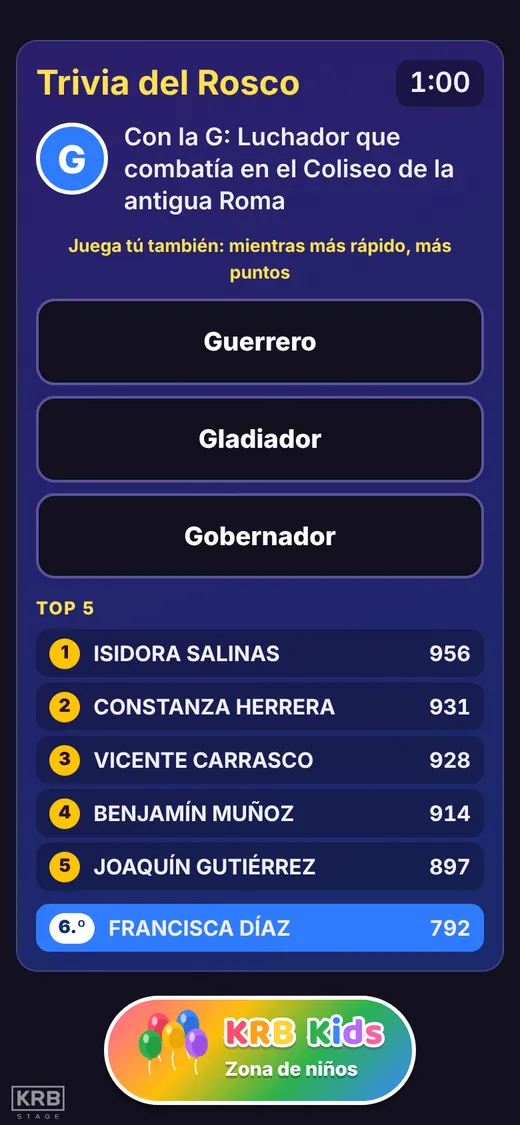 Trivia del Rosco
1:00
G
Con la G: Luchador que
combatía en el Coliseo de la
antigua Roma
Juega tú también: mientras más rápido, más
puntos
Guerrero
Gladiador
Gobernador
TOP 5
1 ISIDORA SALINAS 956
2 CONSTANZA HERRERA 931
3 VICENTE CARRASCO 928
4 BENJAMÍN MUÑOZ 914
5 JOAQUÍN GUTIÉRREZ 897
6.º FRANCISCA DÍAZ 792
KRB Kids
Zona de niños
KRB
STAGE